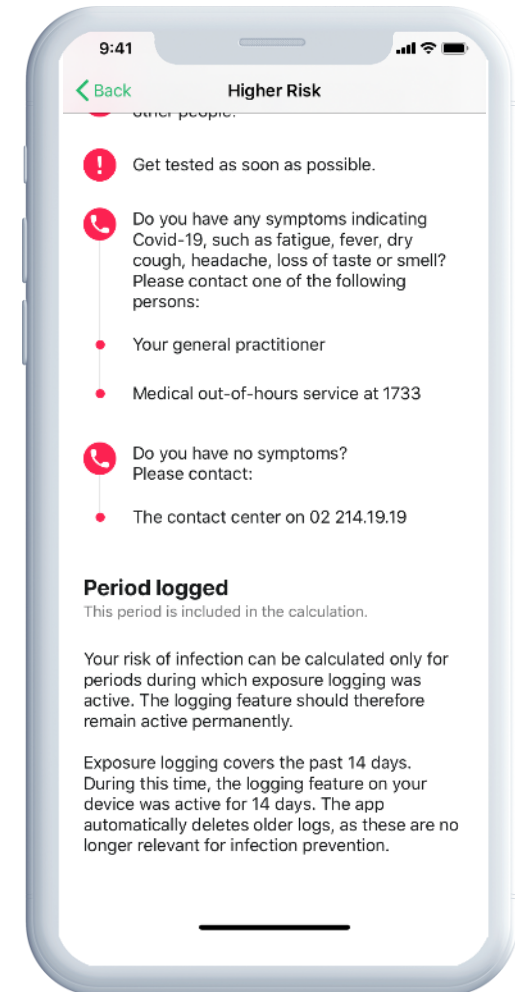 9:41
Back
Higher Risk
other people.
Get tested as soon as possible.
Do you have any symptoms indicating
Covid-19, such as fatigue, fever, dry
cough, headache, loss of taste or smell?
Please contact one of the following
persons:
Your general practitioner
Medical out-of-hours service at 1733
Do you have no symptoms?
Please contact:
The contact center on 02 214.19.19
Period logged
This period is included in the calculation.
Your risk of infection can be calculated only for
periods during which exposure logging was
active. The logging feature should therefore
remain active permanently.
Exposure logging covers the past 14 days.
During this time, the logging feature on your
device was active for 14 days. The app
automatically deletes older logs, as these are no
longer relevant for infection prevention.